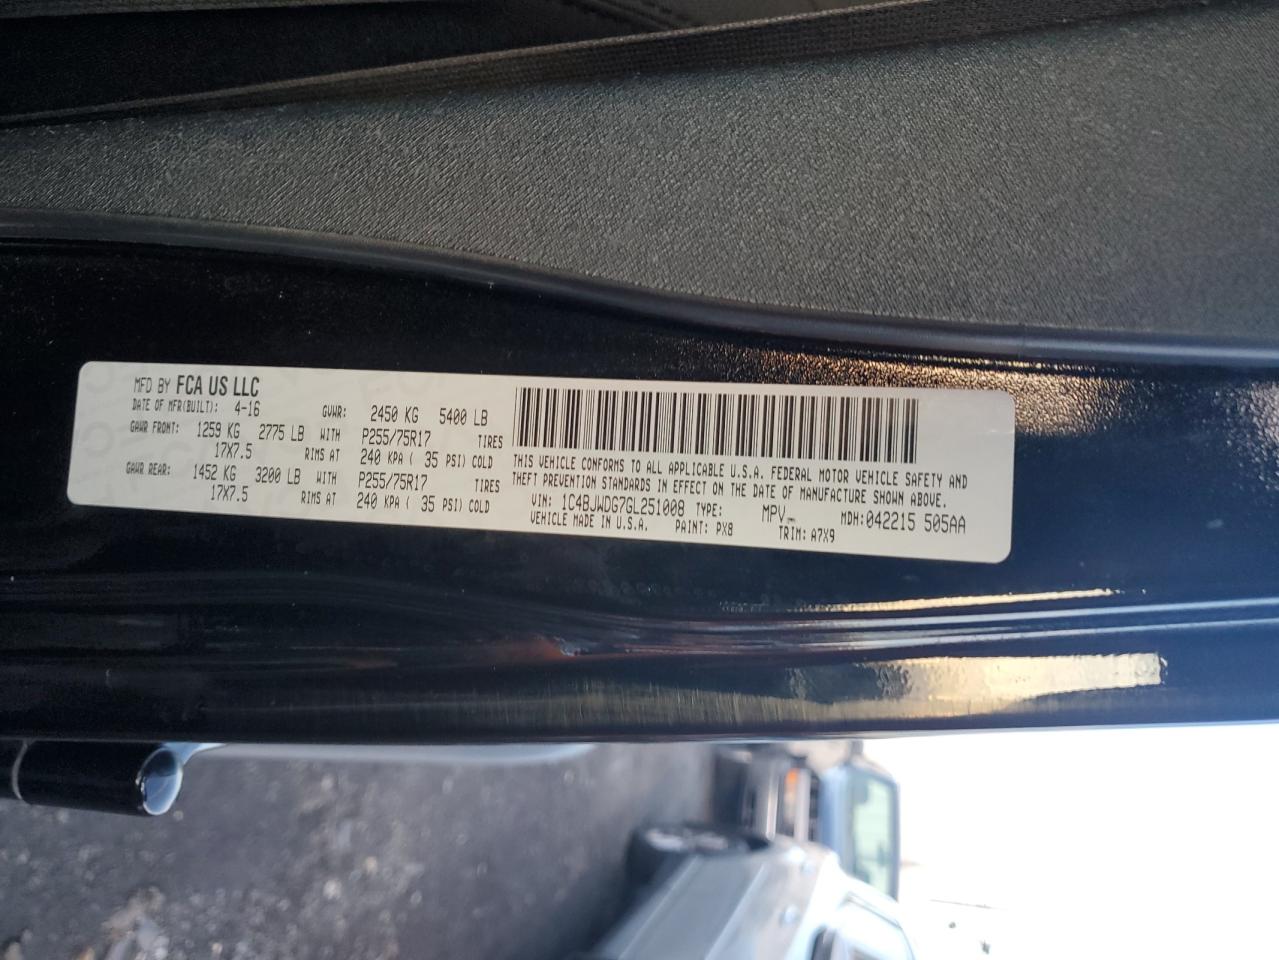 MFD BY FCA US LLC
DATE OF MFR(BUILT): 4-16 GVWR: 2450 KG 5400 LB
GAWR FRONT: 1259 KG 2775 LB WITH P255/75R17 TIRES
17X7.5 RIMS AT 240 KPA ( 35 PSI) COLD
GAWR REAR: 1452 KG 3200 LB WITH P255/75R17 TIRES
17X7.5 RIMS AT 240 KPA ( 35 PSI) COLD
THIS VEHICLE CONFORMS TO ALL APPLICABLE U.S.A. FEDERAL MOTOR VEHICLE SAFETY AND
THEFT PREVENTION STANDARDS IN EFFECT ON THE DATE OF MANUFACTURE SHOWN ABOVE.
VIN: 1C4BJWDG7GL251008 TYPE: MPV MDH:042215 505AA
VEHICLE MADE IN U.S.A. PAINT: PX8 TRIM: A7X9